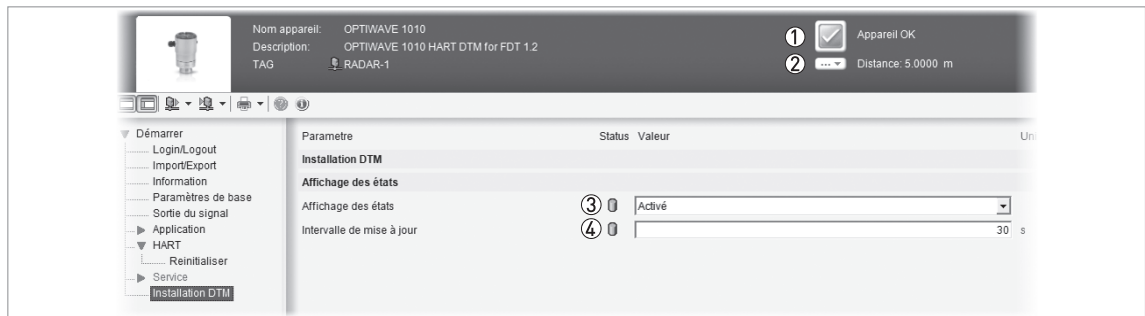 Nom appareil: OPTIWAVE 1010
Description: OPTIWAVE 1010 HART DTM for FDT 1.2
TAG RADAR-1
① Appareil OK
② ... Distance: 5.0000 m
Démarrer
Login/Logout
Import/Export
Information
Paramètres de base
Sortie du signal
Application
HART
Reinitialiser
Service
Installation DTM
Parametre Status Valeur
Installation DTM
Affichage des états
Affichage des états ③ Activé
Intervalle de mise à jour ④ 30 s